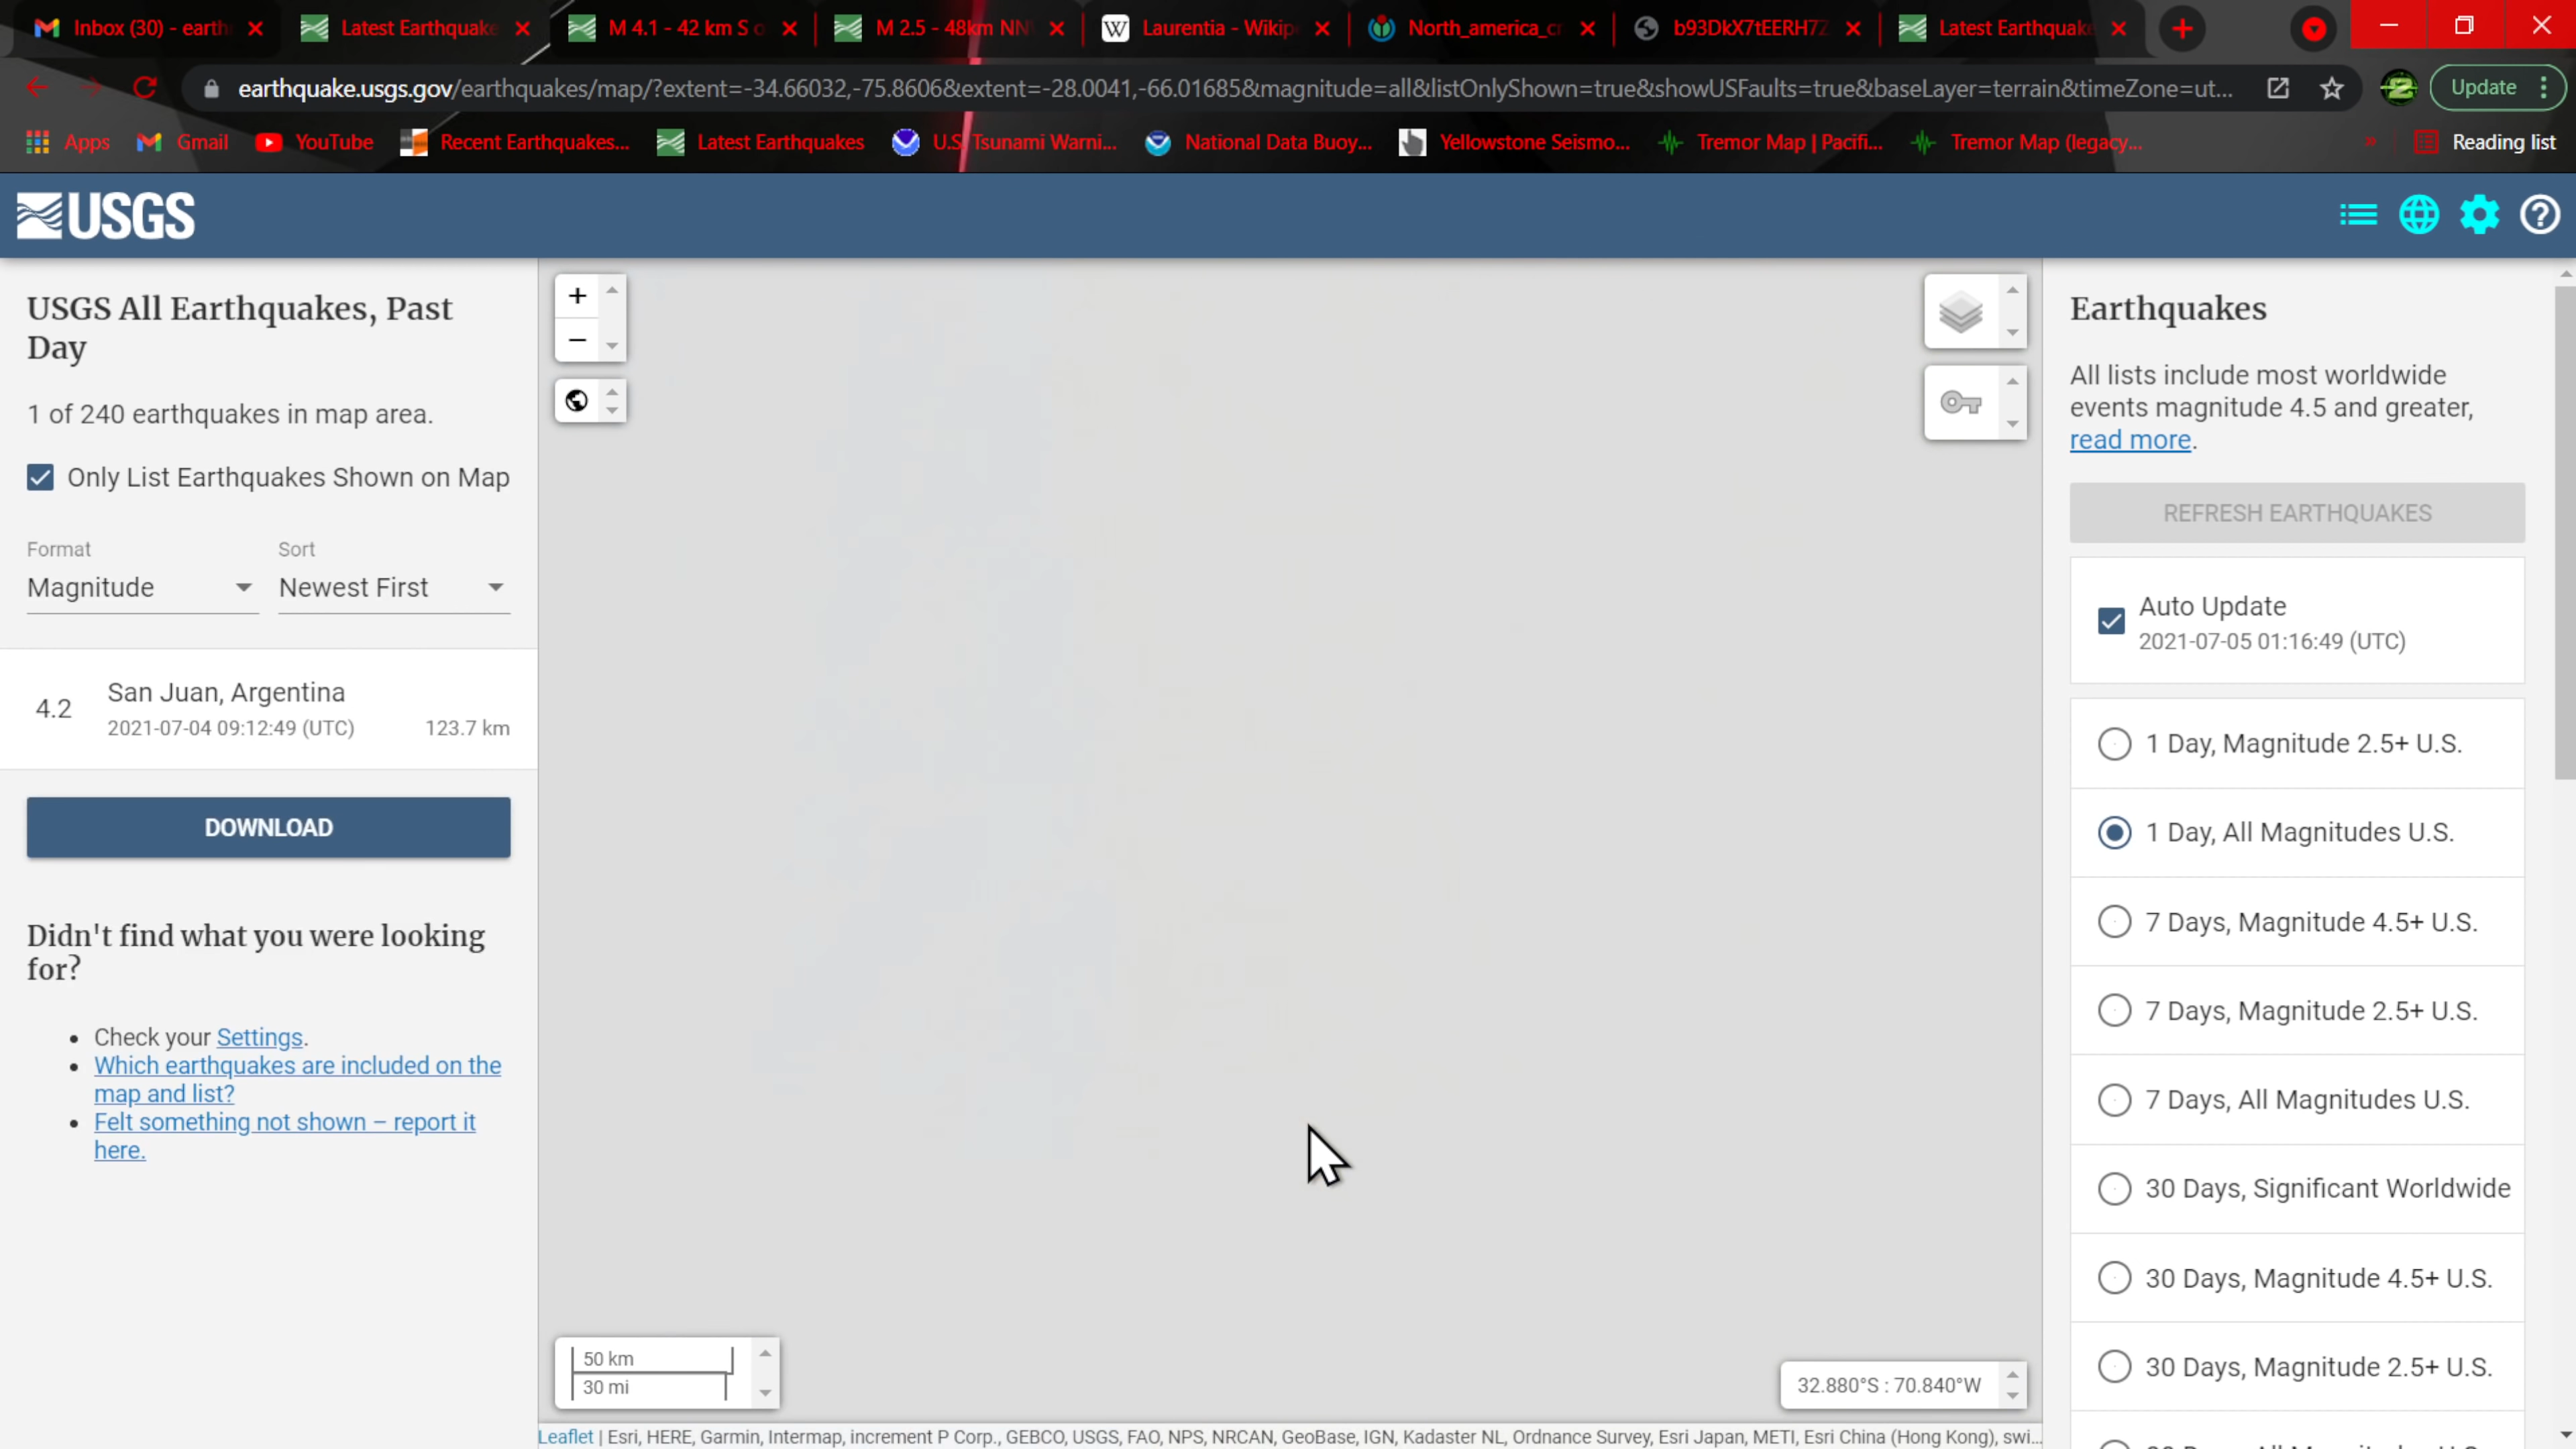 Inbox (30) - earth
Latest Earthquake
M 4.1 - 42 km S o
M 2.5 - 48km NN
Laurentia - Wikip
North_america_cr
b93DkX7tEERH7Z
Latest Earthquake
earthquake.usgs.gov/earthquakes/map/?extent=-34.66032,-75.8606&extent=-28.0041,-66.01685&magnitude=all&listOnlyShown=true&showUSFaults=true&baseLayer=terrain&timeZone=ut...
Update
Apps
Gmail
YouTube
Recent Earthquakes...
Latest Earthquakes
U.S. Tsunami Warni...
National Data Buoy...
Yellowstone Seismo...
Tremor Map | Pacifi...
Tremor Map (legacy...
Reading list
USGS
USGS All Earthquakes, Past
Day
1 of 240 earthquakes in map area.
Only List Earthquakes Shown on Map
Format
Sort
Magnitude
Newest First
4.2
San Juan, Argentina
2021-07-04 09:12:49 (UTC)
123.7 km
DOWNLOAD
Didn't find what you were looking
for?
Check your Settings.
Which earthquakes are included on the
map and list?
Felt something not shown – report it
here.
+
−
50 km
30 mi
32.880°S : 70.840°W
Leaflet | Esri, HERE, Garmin, Intermap, increment P Corp., GEBCO, USGS, FAO, NPS, NRCAN, GeoBase, IGN, Kadaster NL, Ordnance Survey, Esri Japan, METI, Esri China (Hong Kong), swi...
Earthquakes
All lists include most worldwide
events magnitude 4.5 and greater,
read more.
REFRESH EARTHQUAKES
Auto Update
2021-07-05 01:16:49 (UTC)
1 Day, Magnitude 2.5+ U.S.
1 Day, All Magnitudes U.S.
7 Days, Magnitude 4.5+ U.S.
7 Days, Magnitude 2.5+ U.S.
7 Days, All Magnitudes U.S.
30 Days, Significant Worldwide
30 Days, Magnitude 4.5+ U.S.
30 Days, Magnitude 2.5+ U.S.